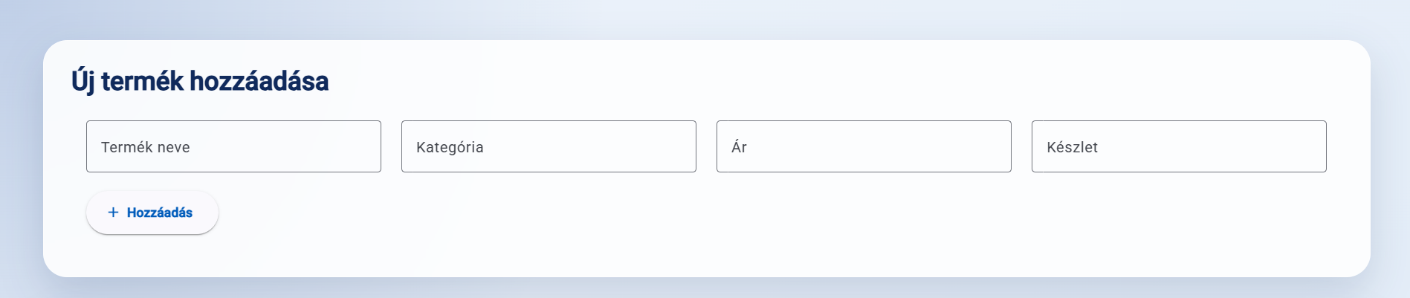 Új termék hozzáadása
Termék neve
Kategória
Ár
Készlet
+ Hozzáadás